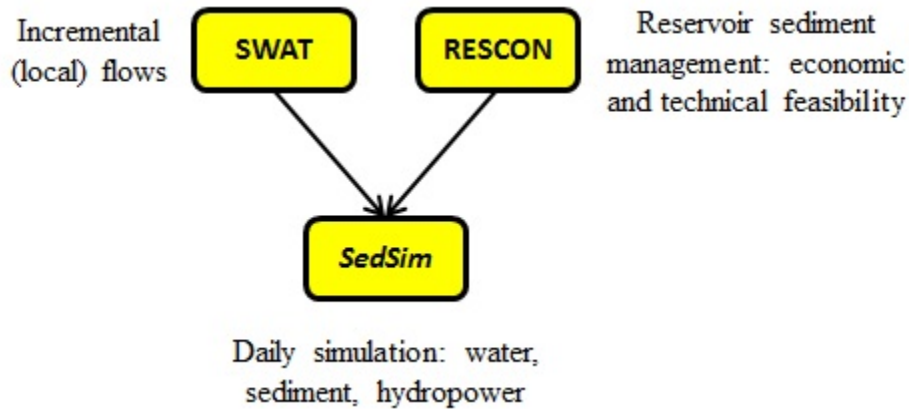 Incremental
(local) flows
SWAT
RESCON
Reservoir sediment
management: economic
and technical feasibility
SedSim
Daily simulation: water,
sediment, hydropower